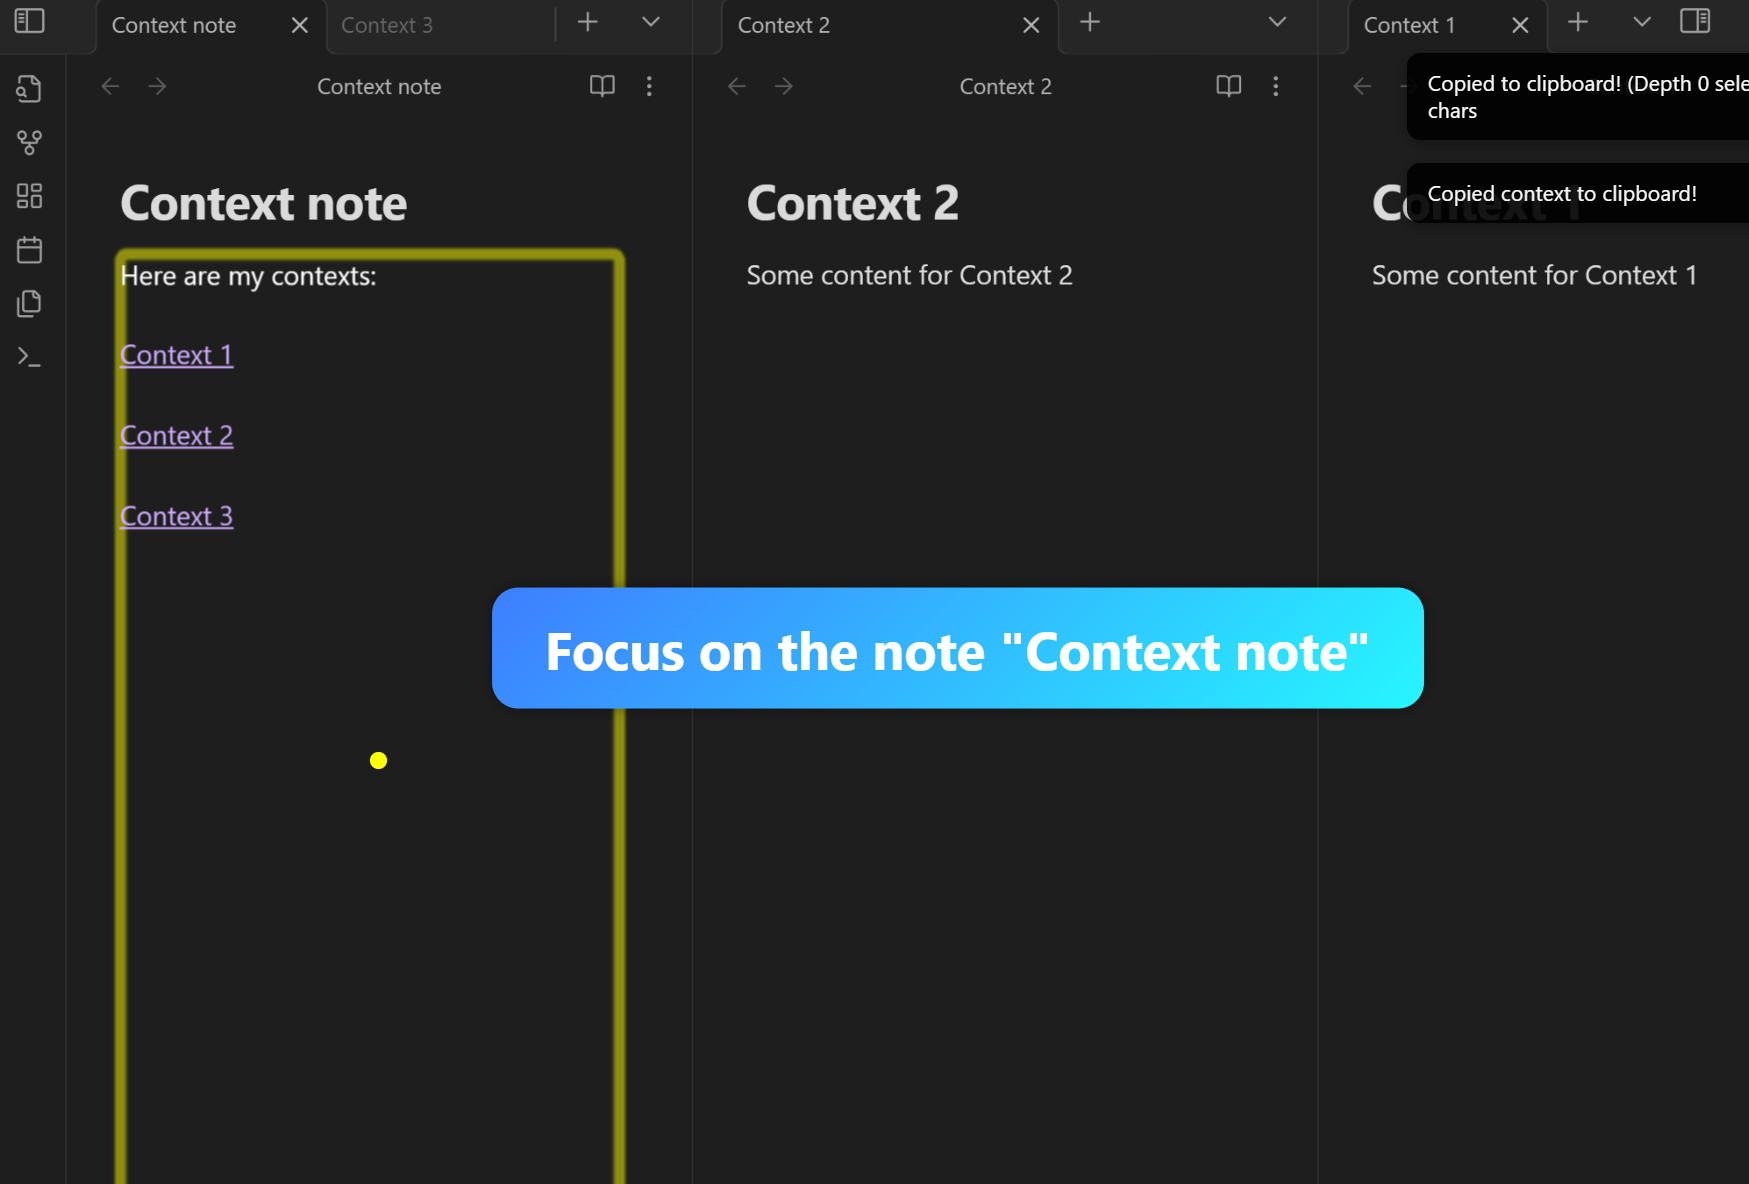 Context note
Context 3
Context 2
Context 1
Context note
Context 2
Copied to clipboard! (Depth 0 sele
chars
Copied context to clipboard!
Context note
Here are my contexts:
Context 1
Context 2
Context 3
Context 2
Some content for Context 2
Context 1
Some content for Context 1
Focus on the note "Context note"